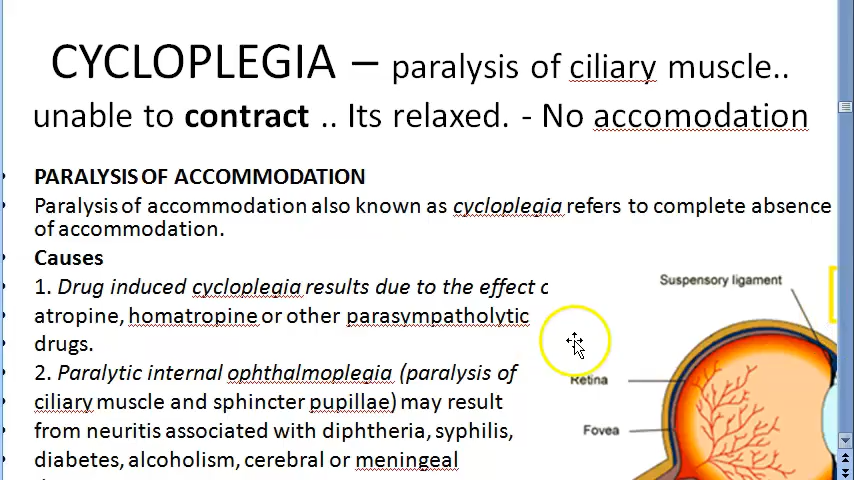 CYCLOPLEGIA – paralysis of ciliary muscle..
unable to contract .. Its relaxed. - No accomodation
PARALYSIS OF ACCOMMODATION
Paralysis of accommodation also known as cycloplegia refers to complete absence
of accommodation.
Causes
1. Drug induced cycloplegia results due to the effect
atropine, homatropine or other parasympatholytic
drugs.
2. Paralytic internal ophthalmoplegia (paralysis of
ciliary muscle and sphincter pupillae) may result
from neuritis associated with diphtheria, syphilis,
diabetes, alcoholism, cerebral or meningeal
Suspensory ligament
Retina
Fovea